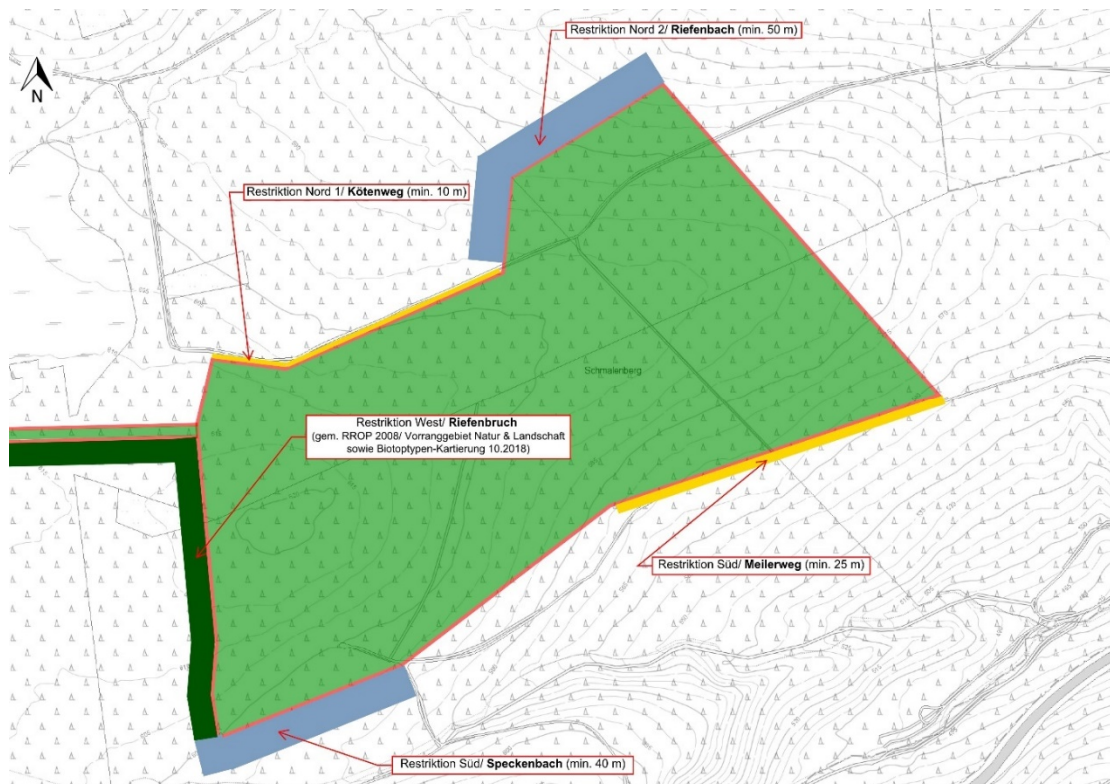 Restriktion Nord 2/ Riefenbach (min. 50 m)
N
Restriktion Nord 1/ Kötenweg (min. 10 m)
Schmalenberg
Restriktion West/ Riefenbruch
(gem. RROP 2008/ Vorranggebiet Natur & Landschaft
sowie Biotoptypen-Kartierung 10.2018)
Restriktion Süd/ Meilerweg (min. 25 m)
Restriktion Süd/ Speckenbach (min. 40 m)